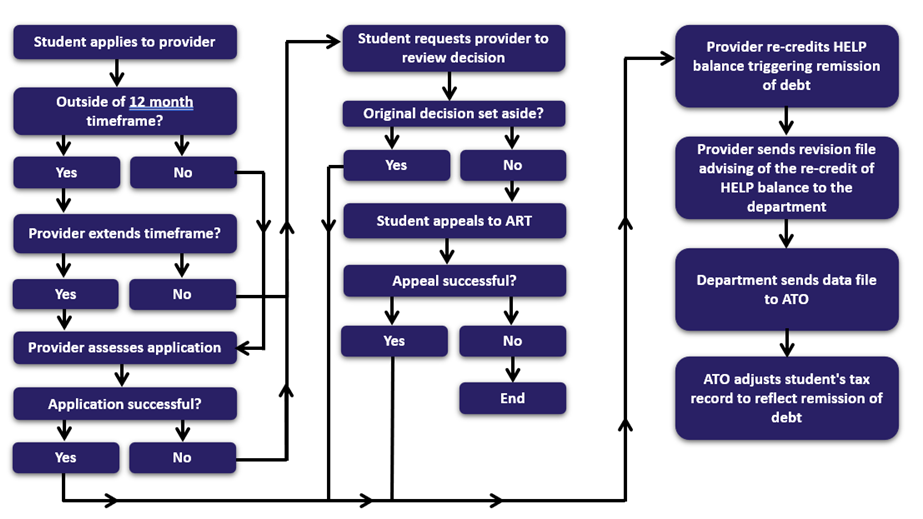 Student applies to provider
Outside of 12 month
timeframe?
Yes
No
Provider extends timeframe?
Yes
No
Provider assesses application
Application successful?
Yes
No
Student requests provider to
review decision
Original decision set aside?
Yes
No
Student appeals to ART
Appeal successful?
Yes
No
End
Provider re-credits HELP
balance triggering remission
of debt
Provider sends revision file
advising of the re-credit of
HELP balance to the
department
Department sends data file
to ATO
ATO adjusts student's tax
record to reflect remission of
debt